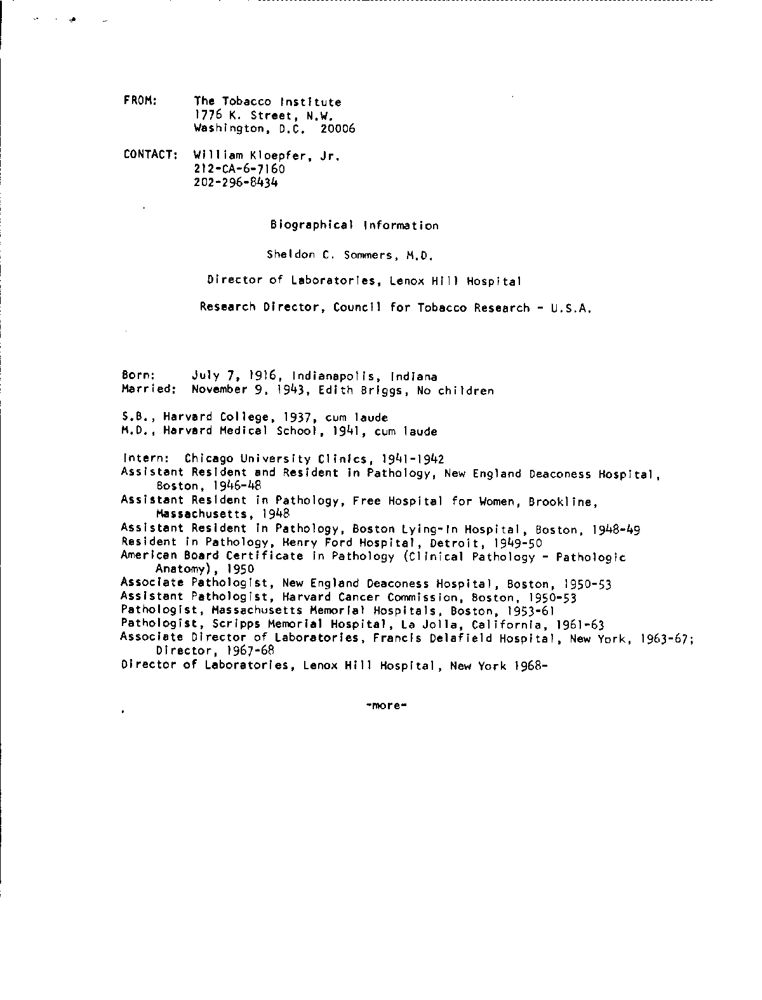 FROM: The Tobacco Institute
1776 K. Street, N.W.
Washington, D.C. 20006
CONTACT: William Kloepfer, Jr.
212-CA-6-7160
202-296-8434
Biographical Information
Sheldon C. Sommers, M.D.
Director of Laboratories, Lenox Hill Hospital
Research Director, Council for Tobacco Research - U.S.A.
Born: July 7, 1916, Indianapolis, Indiana
Married: November 9, 1943, Edith Briggs, No children
S.B., Harvard College, 1937, cum laude
M.D., Harvard Medical School, 1941, cum laude
Intern: Chicago University Clinics, 1941-1942
Assistant Resident and Resident in Pathology, New England Deaconess Hospital,
Boston, 1946-48
Assistant Resident in Pathology, Free Hospital for Women, Brookline,
Massachusetts, 1948
Assistant Resident in Pathology, Boston Lying-In Hospital, Boston, 1948-49
Resident in Pathology, Henry Ford Hospital, Detroit, 1949-50
American Board Certificate in Pathology (Clinical Pathology - Pathologic
Anatomy), 1950
Associate Pathologist, New England Deaconess Hospital, Boston, 1950-53
Assistant Pathologist, Harvard Cancer Commission, Boston, 1950-53
Pathologist, Massachusetts Memorial Hospitals, Boston, 1953-61
Pathologist, Scripps Memorial Hospital, La Jolla, California, 1961-63
Associate Director of Laboratories, Francis Delafield Hospital, New York, 1963-67;
Director, 1967-68
Director of Laboratories, Lenox Hill Hospital, New York 1968-
-more-